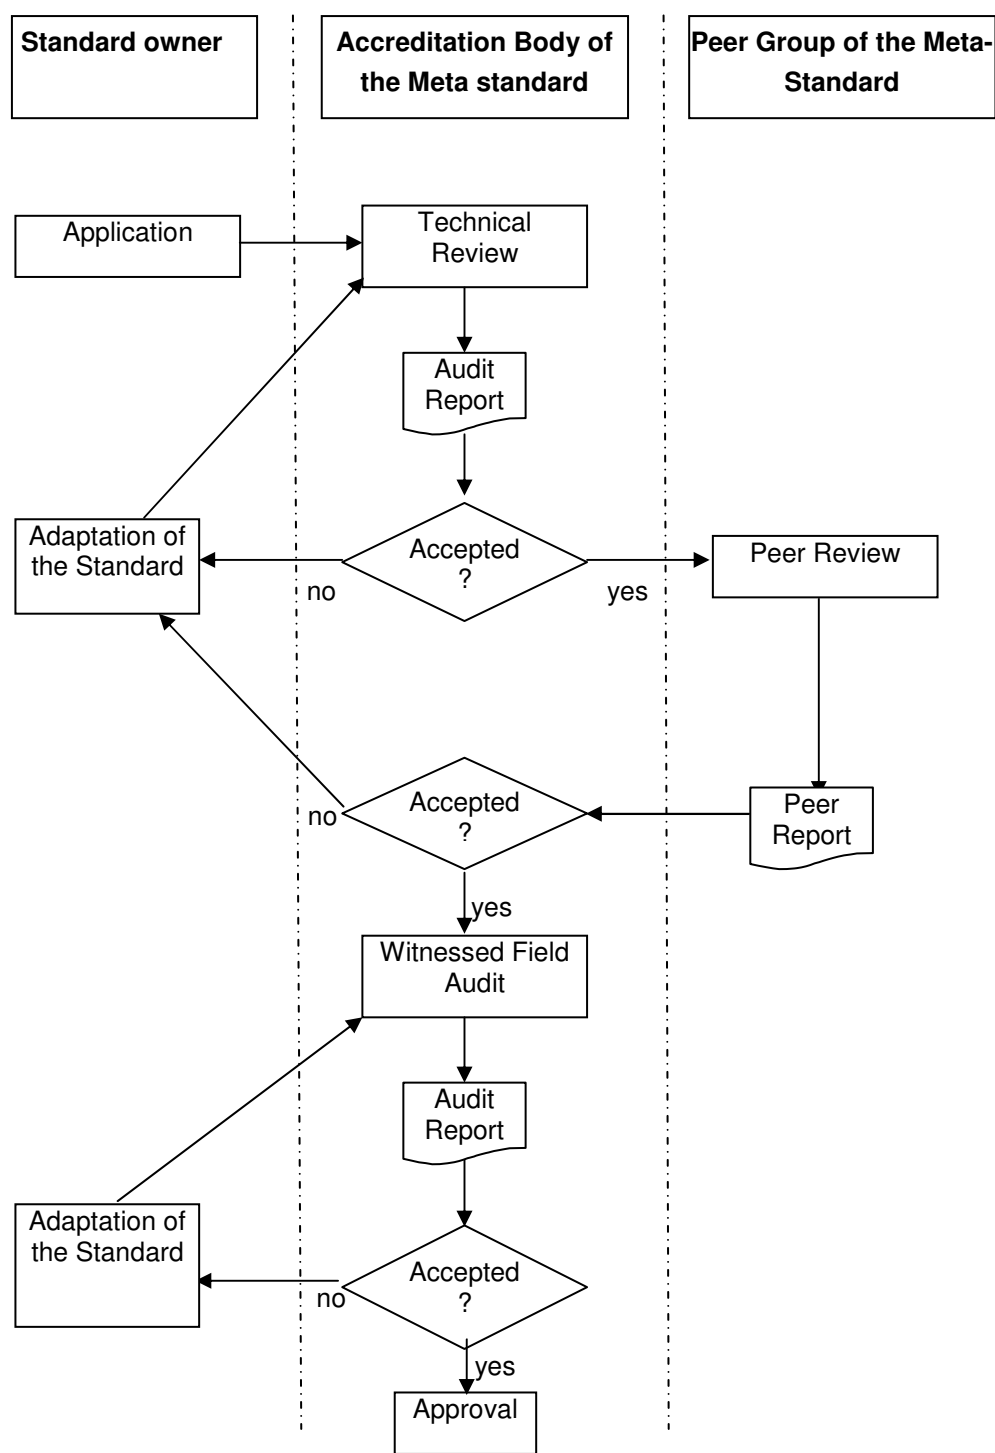 Standard owner
Accreditation Body of
the Meta standard
Peer Group of the Meta-
Standard
Application
Technical
Review
Audit
Report
Adaptation of
the Standard
Accepted
?
no
yes
Peer Review
Accepted
?
no
yes
Peer
Report
Witnessed Field
Audit
Audit
Report
Adaptation of
the Standard
Accepted
?
no
yes
Approval